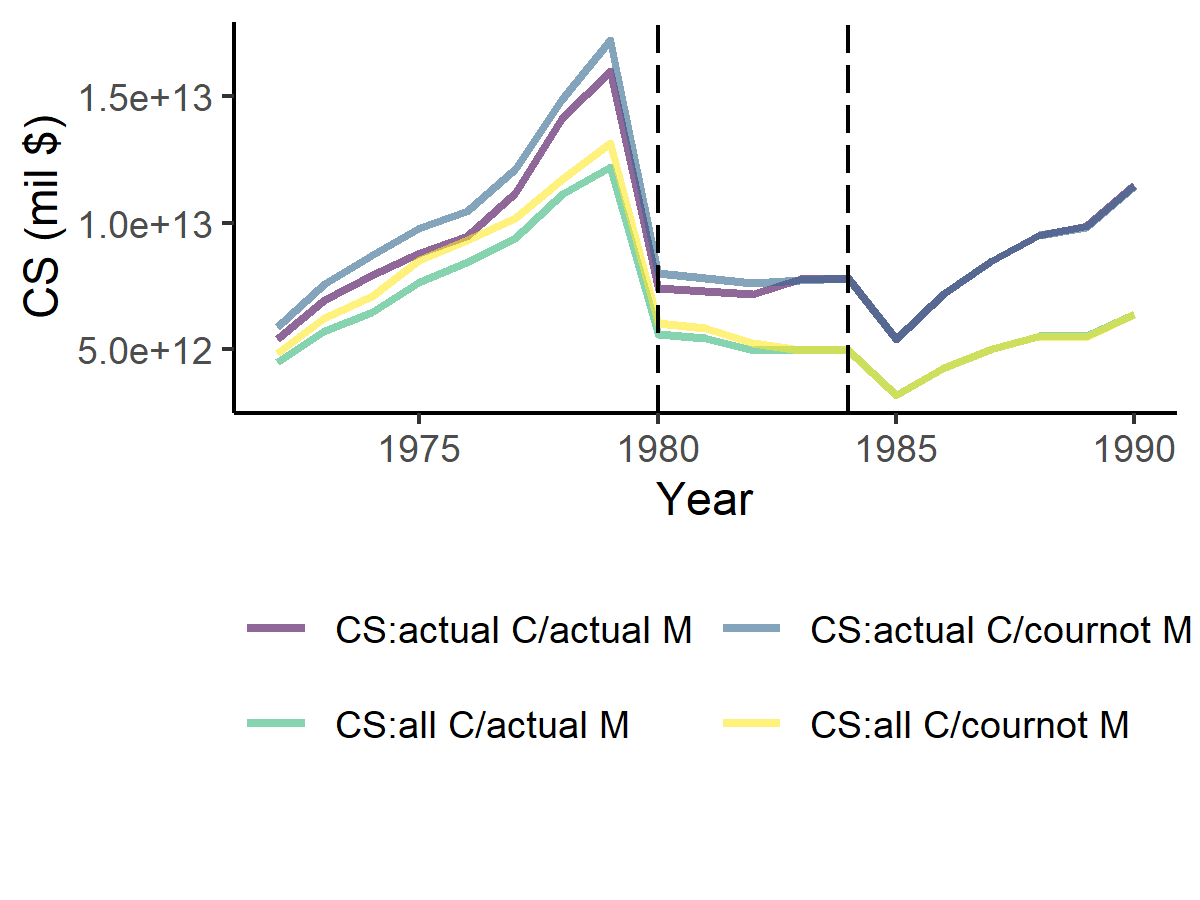 CS (mil $)
1.5e+13
1.0e+13
5.0e+12
1975 1980 1985 1990
Year
CS:actual C/actual M CS:actual C/cournot M
CS:all C/actual M CS:all C/cournot M